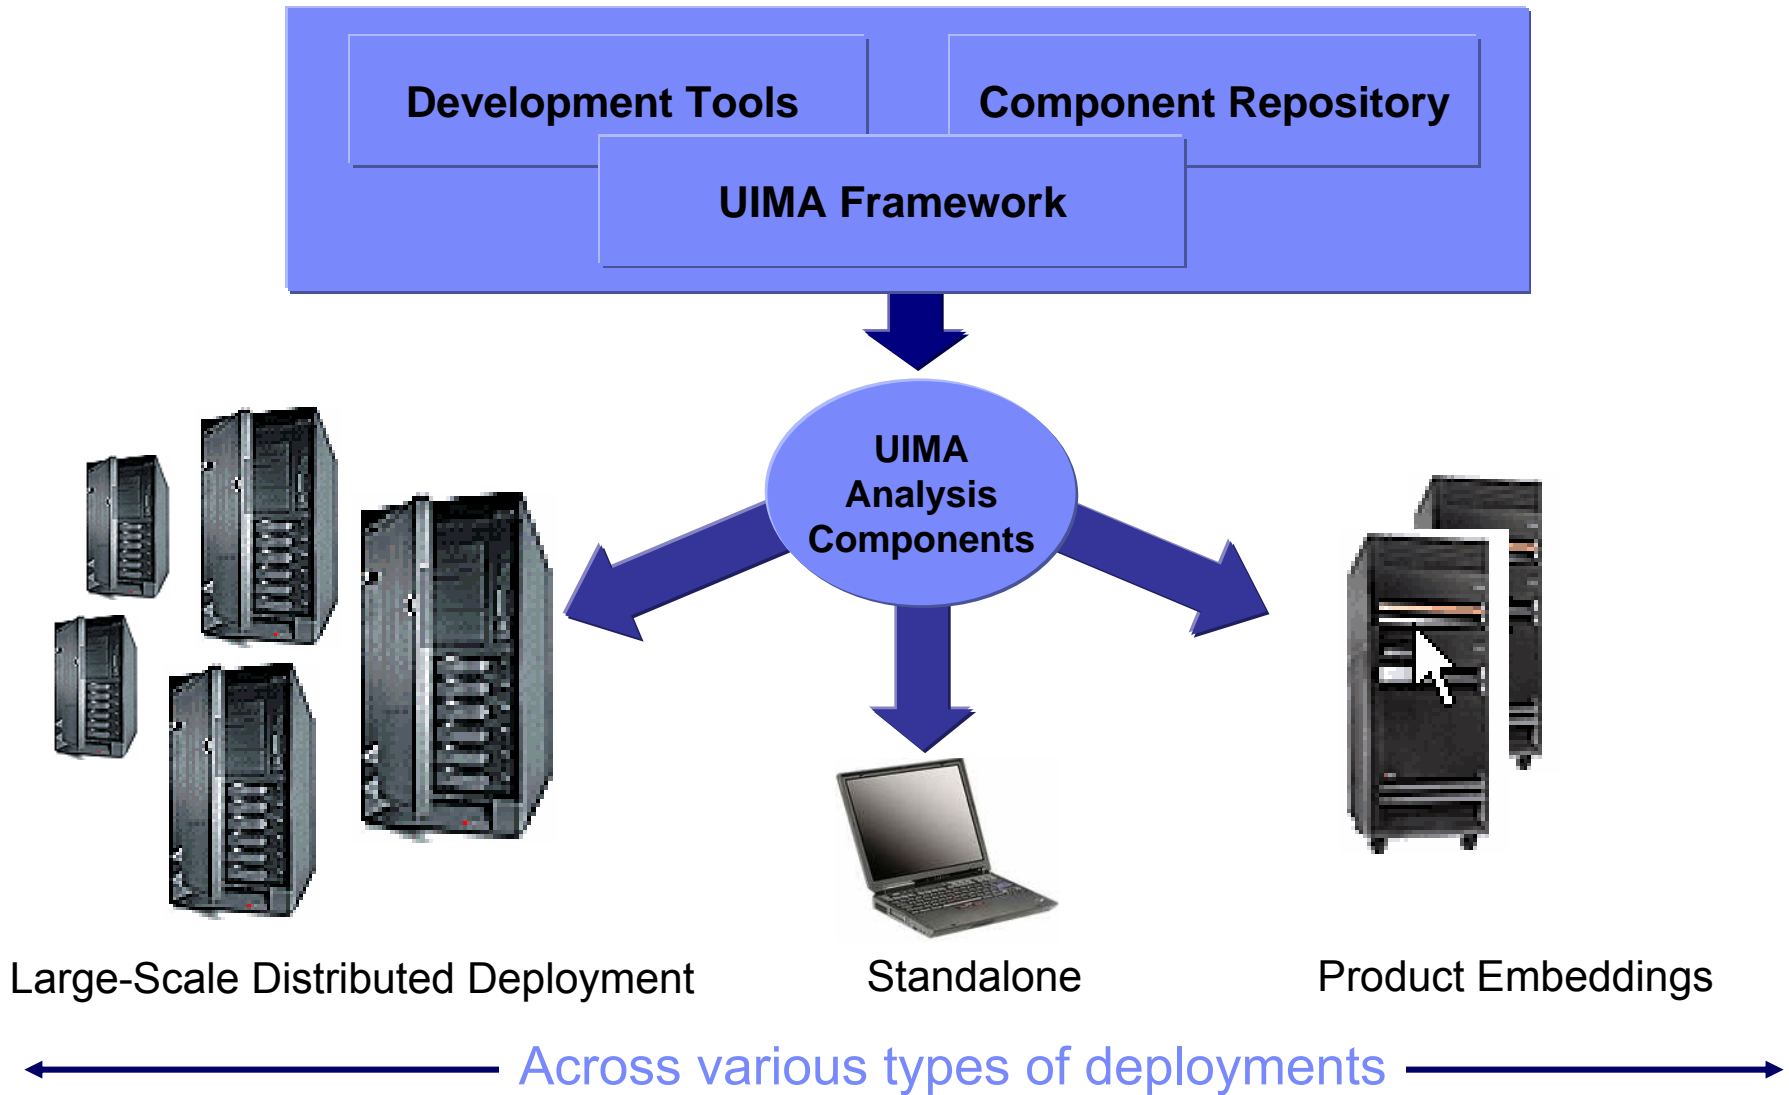 Development Tools
Component Repository
UIMA Framework
UIMA
Analysis
Components
Large-Scale Distributed Deployment
Standalone
Product Embeddings
Across various types of deployments